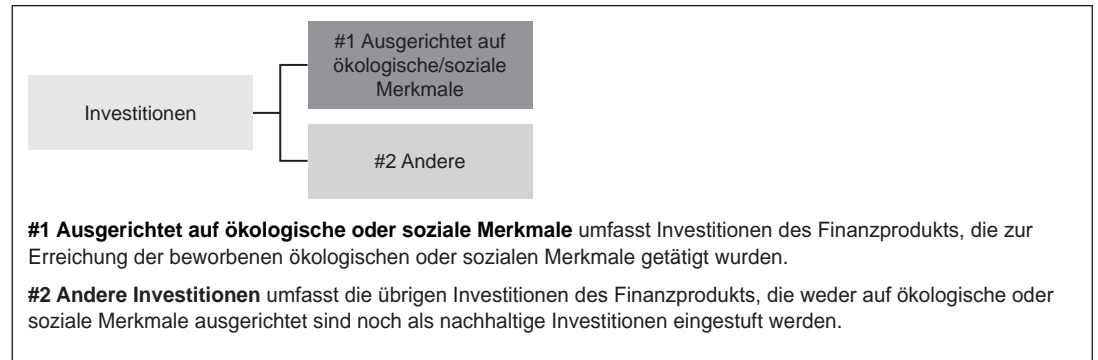 #1 Ausgerichtet auf
ökologische/soziale
Merkmale
Investitionen
#2 Andere
#1 Ausgerichtet auf ökologische oder soziale Merkmale umfasst Investitionen des Finanzprodukts, die zur
Erreichung der beworbenen ökologischen oder sozialen Merkmale getätigt wurden.
#2 Andere Investitionen umfasst die übrigen Investitionen des Finanzprodukts, die weder auf ökologische oder
soziale Merkmale ausgerichtet sind noch als nachhaltige Investitionen eingestuft werden.